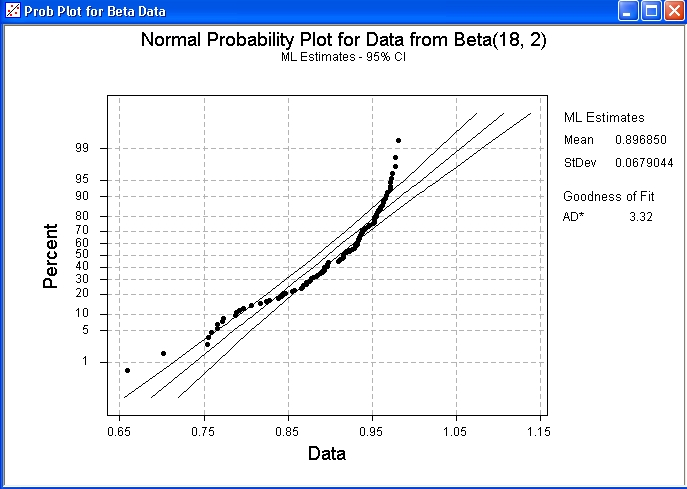 Prob Plot for Beta Data
Normal Probability Plot for Data from Beta(18, 2)
ML Estimates - 95% CI
ML Estimates
Mean 0.896850
StDev 0.0679044
Goodness of Fit
AD* 3.32
Percent
99
95
90
80
70
60
50
40
30
20
10
5
1
0.65 0.75 0.85 0.95 1.05 1.15
Data